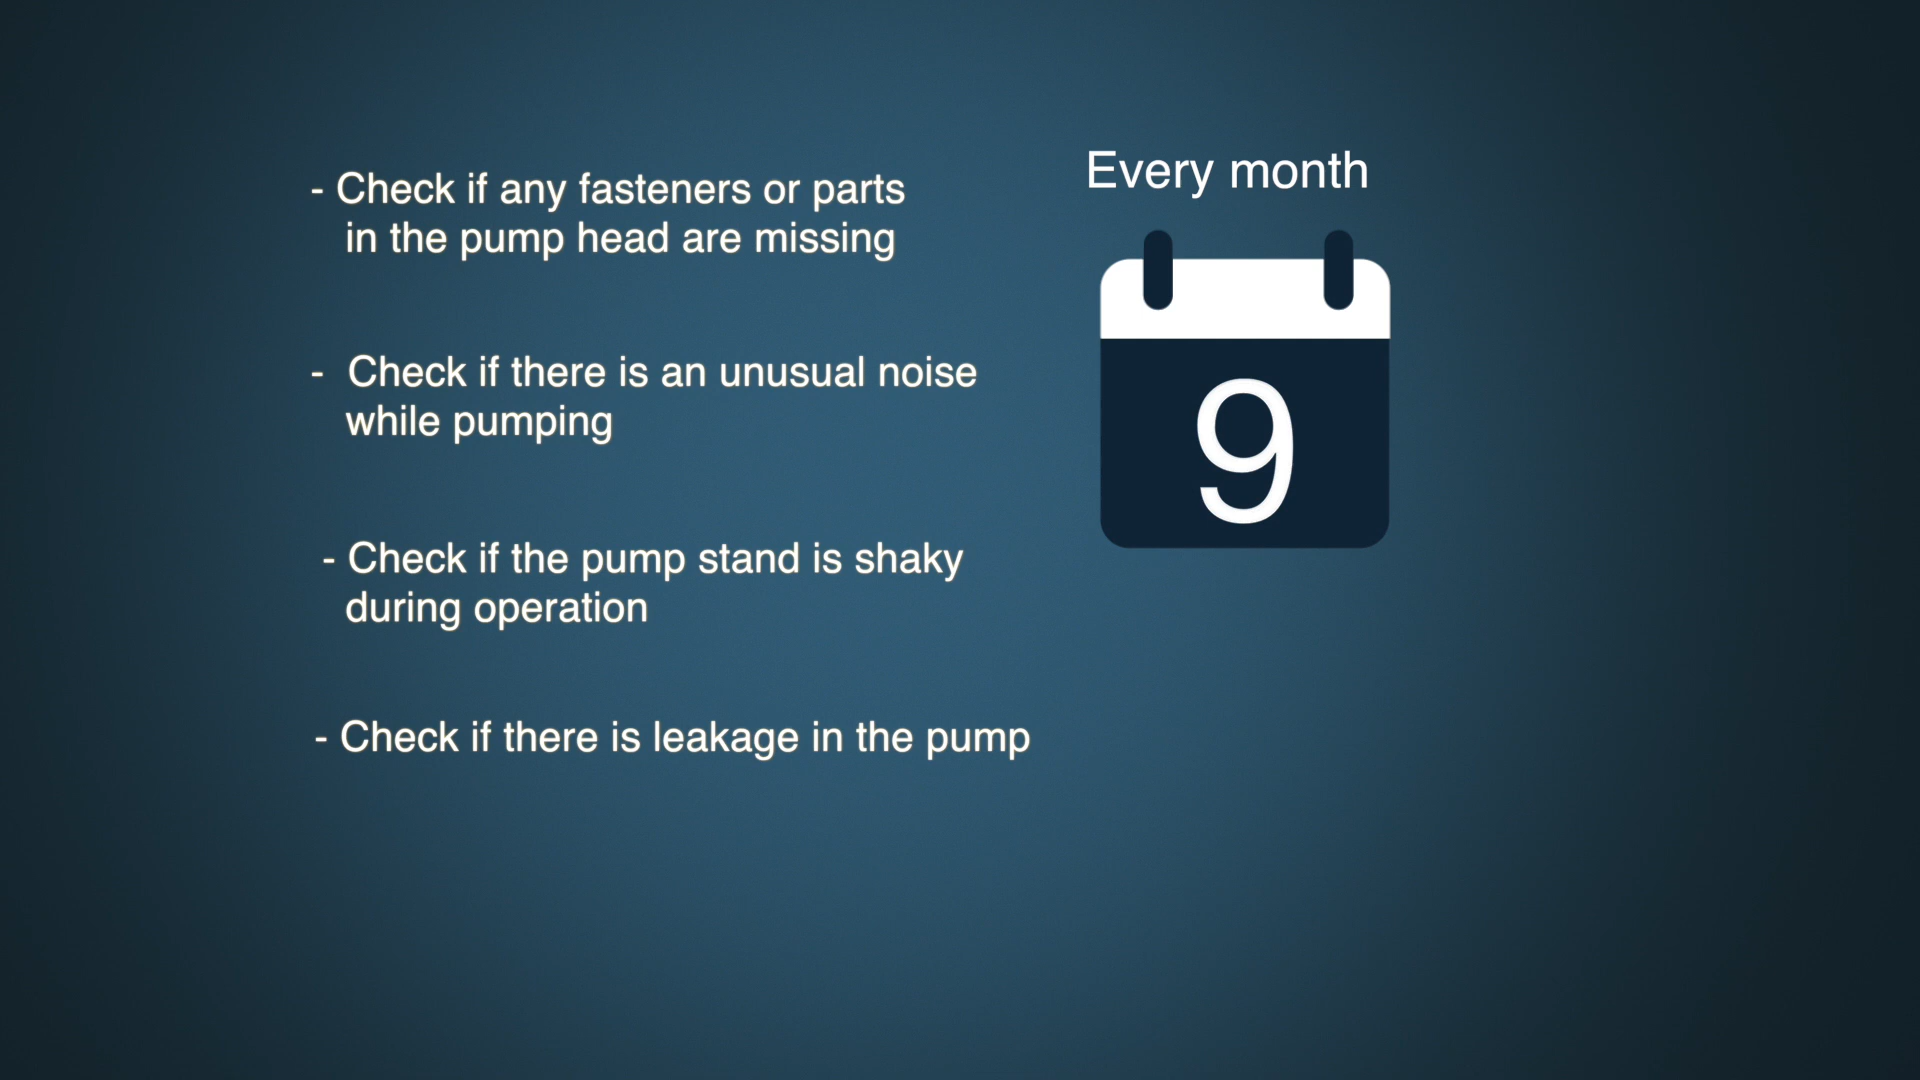 - Check if any fasteners or parts
in the pump head are missing
- Check if there is an unusual noise
while pumping
- Check if the pump stand is shaky
during operation
- Check if there is leakage in the pump
Every month
9